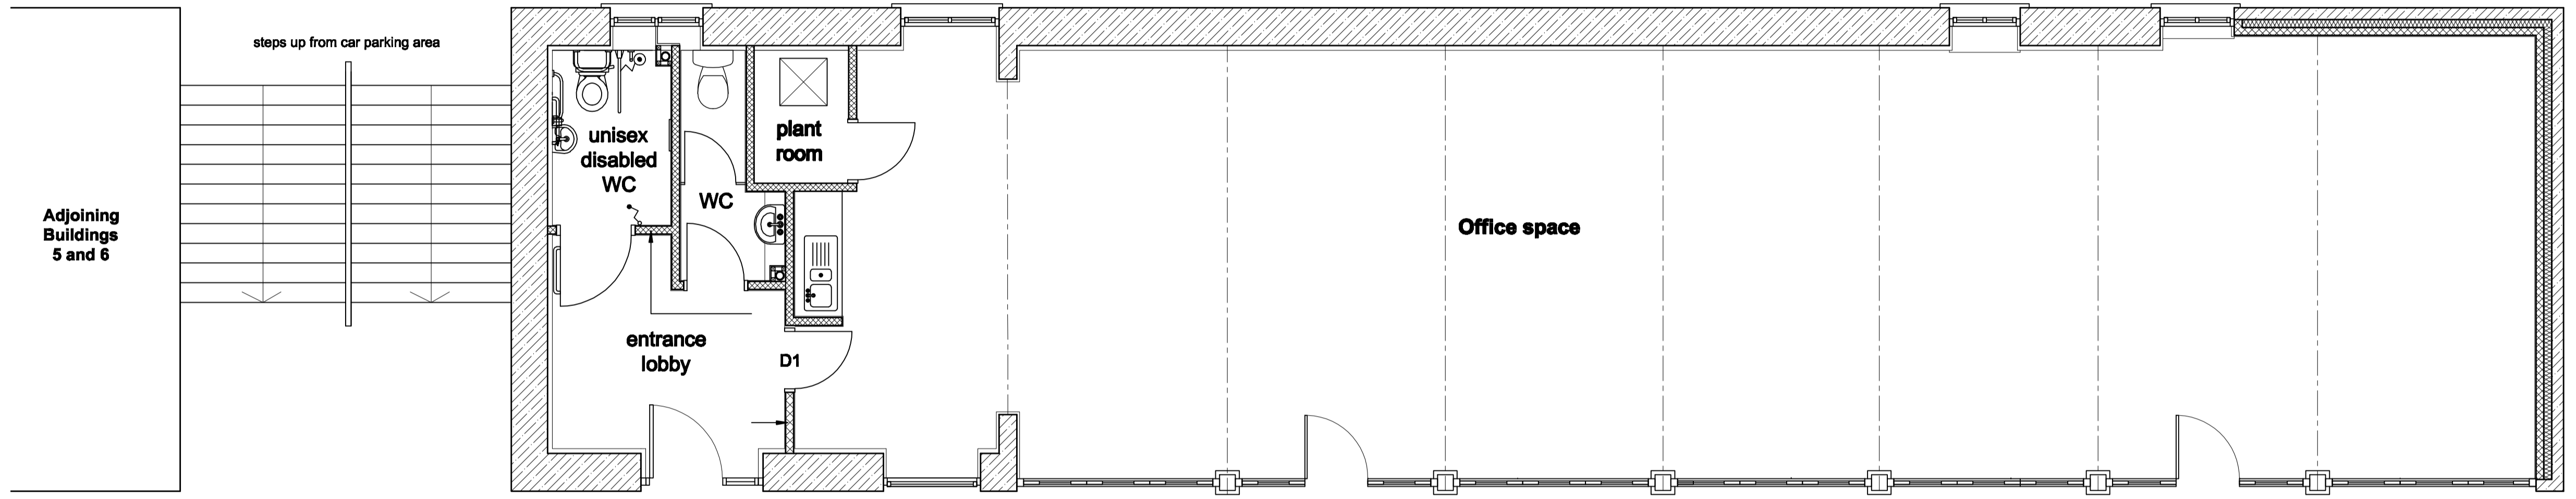 steps up from car parking area
Adjoining
Buildings
5 and 6
unisex
disabled
WC
WC
plant
room
entrance
lobby
D1
Office space